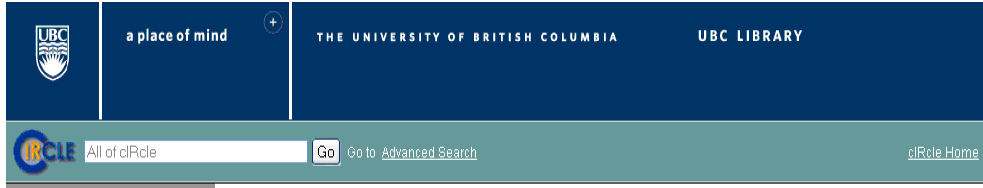 UBC a place of mind + THE UNIVERSITY OF BRITISH COLUMBIA UBC LIBRARY
cIRcLE All of cIRcle Go Go to Advanced Search cIRcle Home